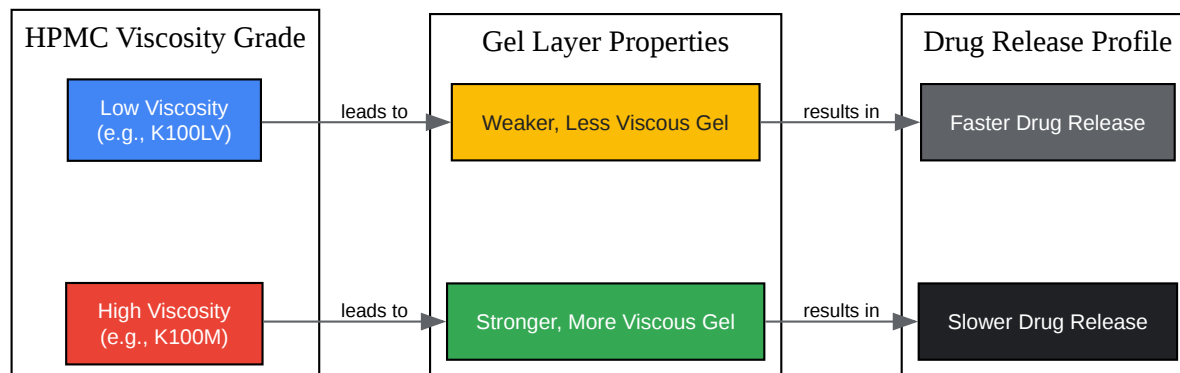 HPMC Viscosity Grade
Gel Layer Properties
Drug Release Profile
Low Viscosity
(e.g., K100LV)
leads to
Weaker, Less Viscous Gel
results in
Faster Drug Release
High Viscosity
(e.g., K100M)
leads to
Stronger, More Viscous Gel
results in
Slower Drug Release